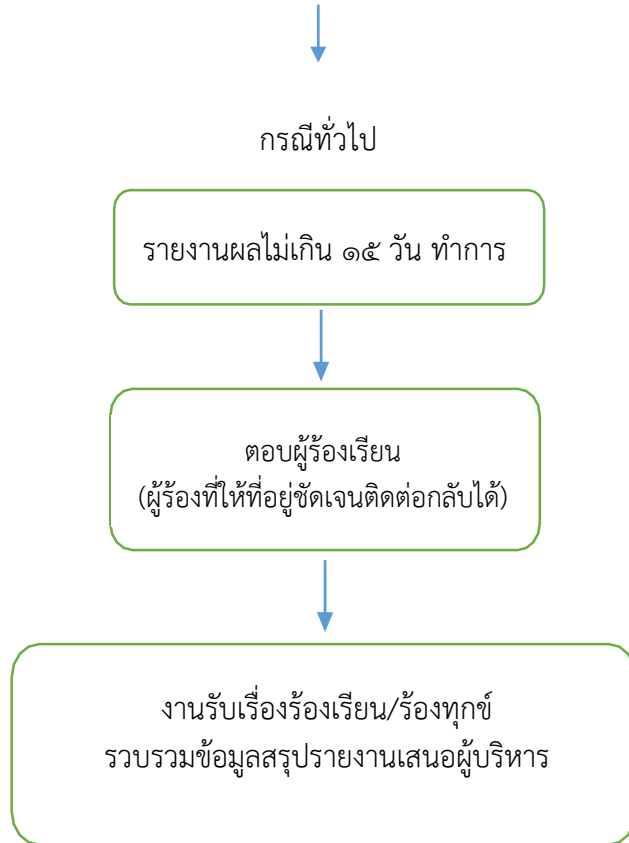 กรณีทั่วไป
รายงานผลไม่เกิน ๑๕ วัน ทำการ
ตอบผู้ร้องเรียน
(ผู้ร้องที่ให้ที่อยู่ชัดเจนติดต่อกลับได้)
งานรับเรื่องร้องเรียน/ร้องทุกข์
รวบรวมข้อมูลสรุปรายงานเสนอผู้บริหาร